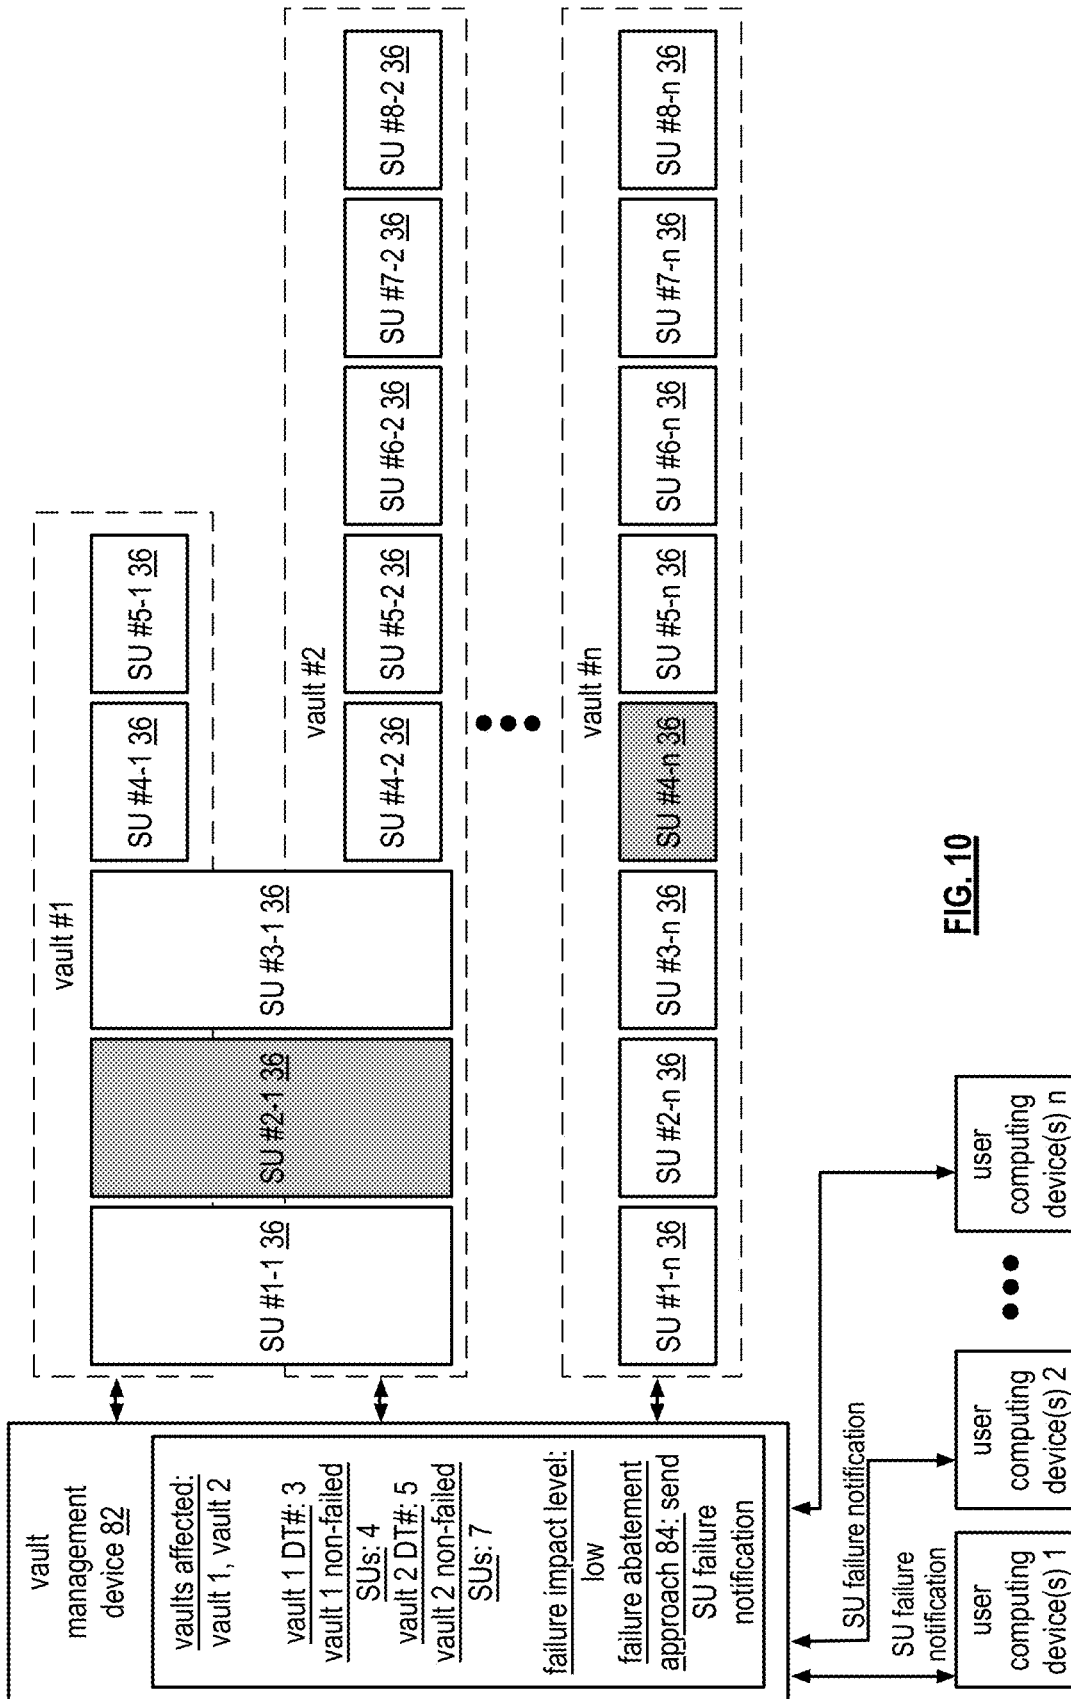 vault
management
device 82
vaults affected:
vault 1, vault 2
vault 1 DT#: 3
vault 1 non-failed
SUs: 4
vault 2 DT#: 5
vault 2 non-failed
SUs: 7
failure impact level:
low
failure abatement
approach 84: send
SU failure
notification
vault #1
SU #1-1 36
SU #2-1 36
SU #3-1 36
SU #4-1 36
SU #5-1 36
vault #2
SU #4-2 36
SU #5-2 36
SU #6-2 36
SU #7-2 36
SU #8-2 36
vault #n
SU #1-n 36
SU #2-n 36
SU #3-n 36
SU #4-n 36
SU #5-n 36
SU #6-n 36
SU #7-n 36
SU #8-n 36
SU failure notification
SU failure
notification
user
computing
device(s) 1
user
computing
device(s) 2
user
computing
device(s) n
FIG. 10